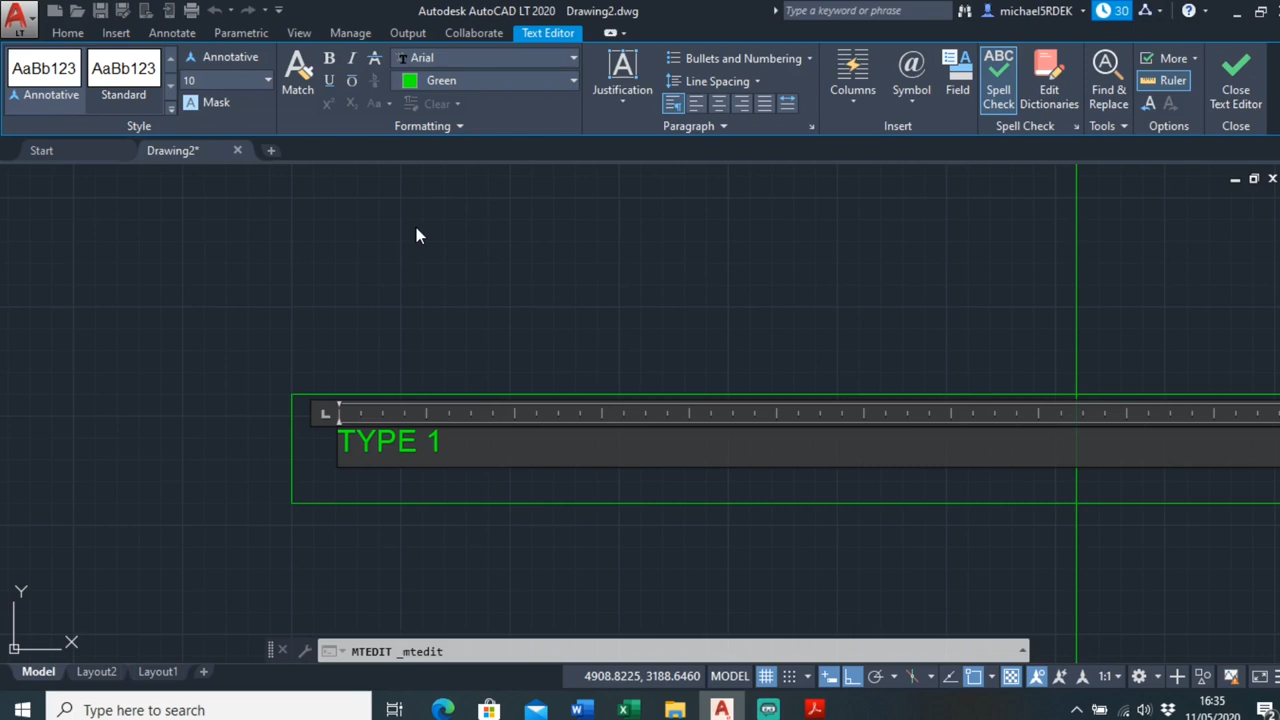 Autodesk AutoCAD LT 2020 Drawing2.dwg
Type a keyword or phrase
michael5RDEK
30
LT
Home Insert Annotate Parametric View Manage Output Collaborate Text Editor
AaBb123 AaBb123
Annotative Standard
Annotative
10
Mask
Style
Match
Arial
Green
Clear
Formatting
Justification
Bullets and Numbering
Line Spacing
Paragraph
Columns Symbol Field
Insert
ABC
Spell Check
Edit Dictionaries
Spell Check
Find & Replace
Tools
More
Ruler
Options
Close Text Editor
Close
Start Drawing2*
TYPE 1
Y
X
MTEDIT _mtedit
Model Layout2 Layout1
4908.8225, 3188.6460 MODEL
1:1
Type here to search
16:35
11/05/2020